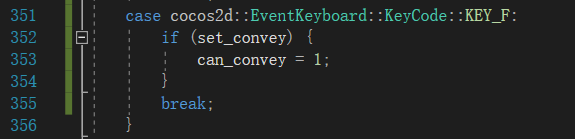 351 case cocos2d::EventKeyboard::KeyCode::KEY_F:
352 if (set_convey) {
353 can_convey = 1;
354 }
355 break;
356 }